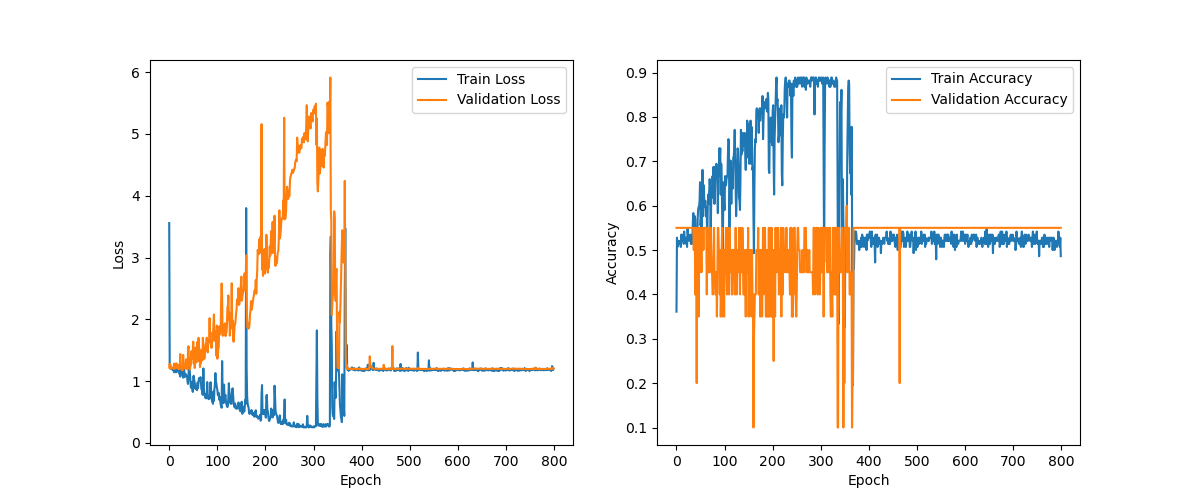 6
5
4
3
2
1
0
Loss
0 100 200 300 400 500 600 700 800
Epoch
Train Loss
Validation Loss
0.9
0.8
0.7
0.6
0.5
0.4
0.3
0.2
0.1
Accuracy
0 100 200 300 400 500 600 700 800
Epoch
Train Accuracy
Validation Accuracy